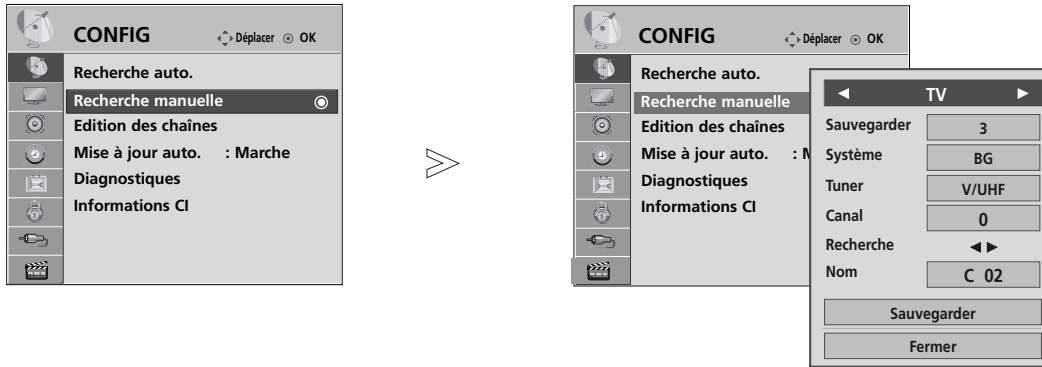 CONFIG Déplacer OK
Recherche auto.
Recherche manuelle
Edition des chaînes
Mise à jour auto. : Marche
Diagnostiques
Informations CI
CONFIG Déplacer OK
Recherche auto.
Recherche manuelle
Edition des chaînes
Mise à jour auto. : M
Diagnostiques
Informations CI
TV
Sauvegarder 3
Système BG
Tuner V/UHF
Canal 0
Recherche
Nom C 02
Sauvegarder
Fermer